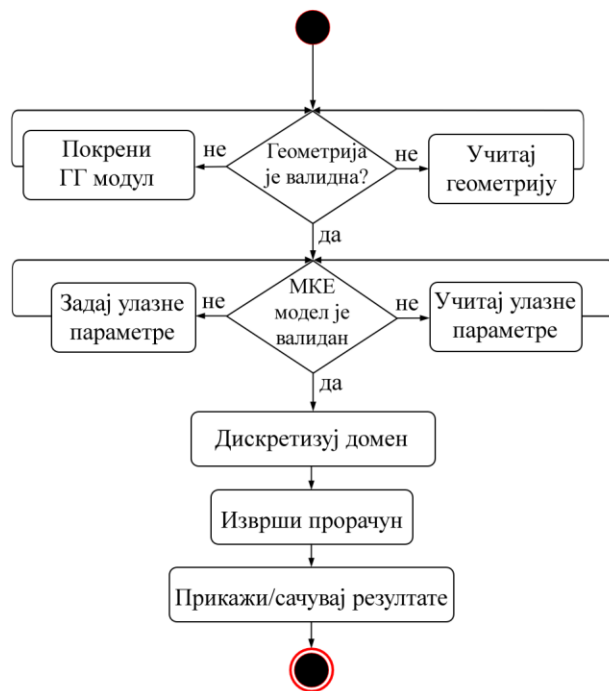 Покрени
ГГ модул
не
Геометрија
је валидна?
не
Учитај
геометрију
да
Задај улазне
параметре
не
МКЕ
модел је
валидан
не
Учитај улазне
параметре
да
Дискретизуј домен
Изврши прорачун
Прикажи/сачувај резултате